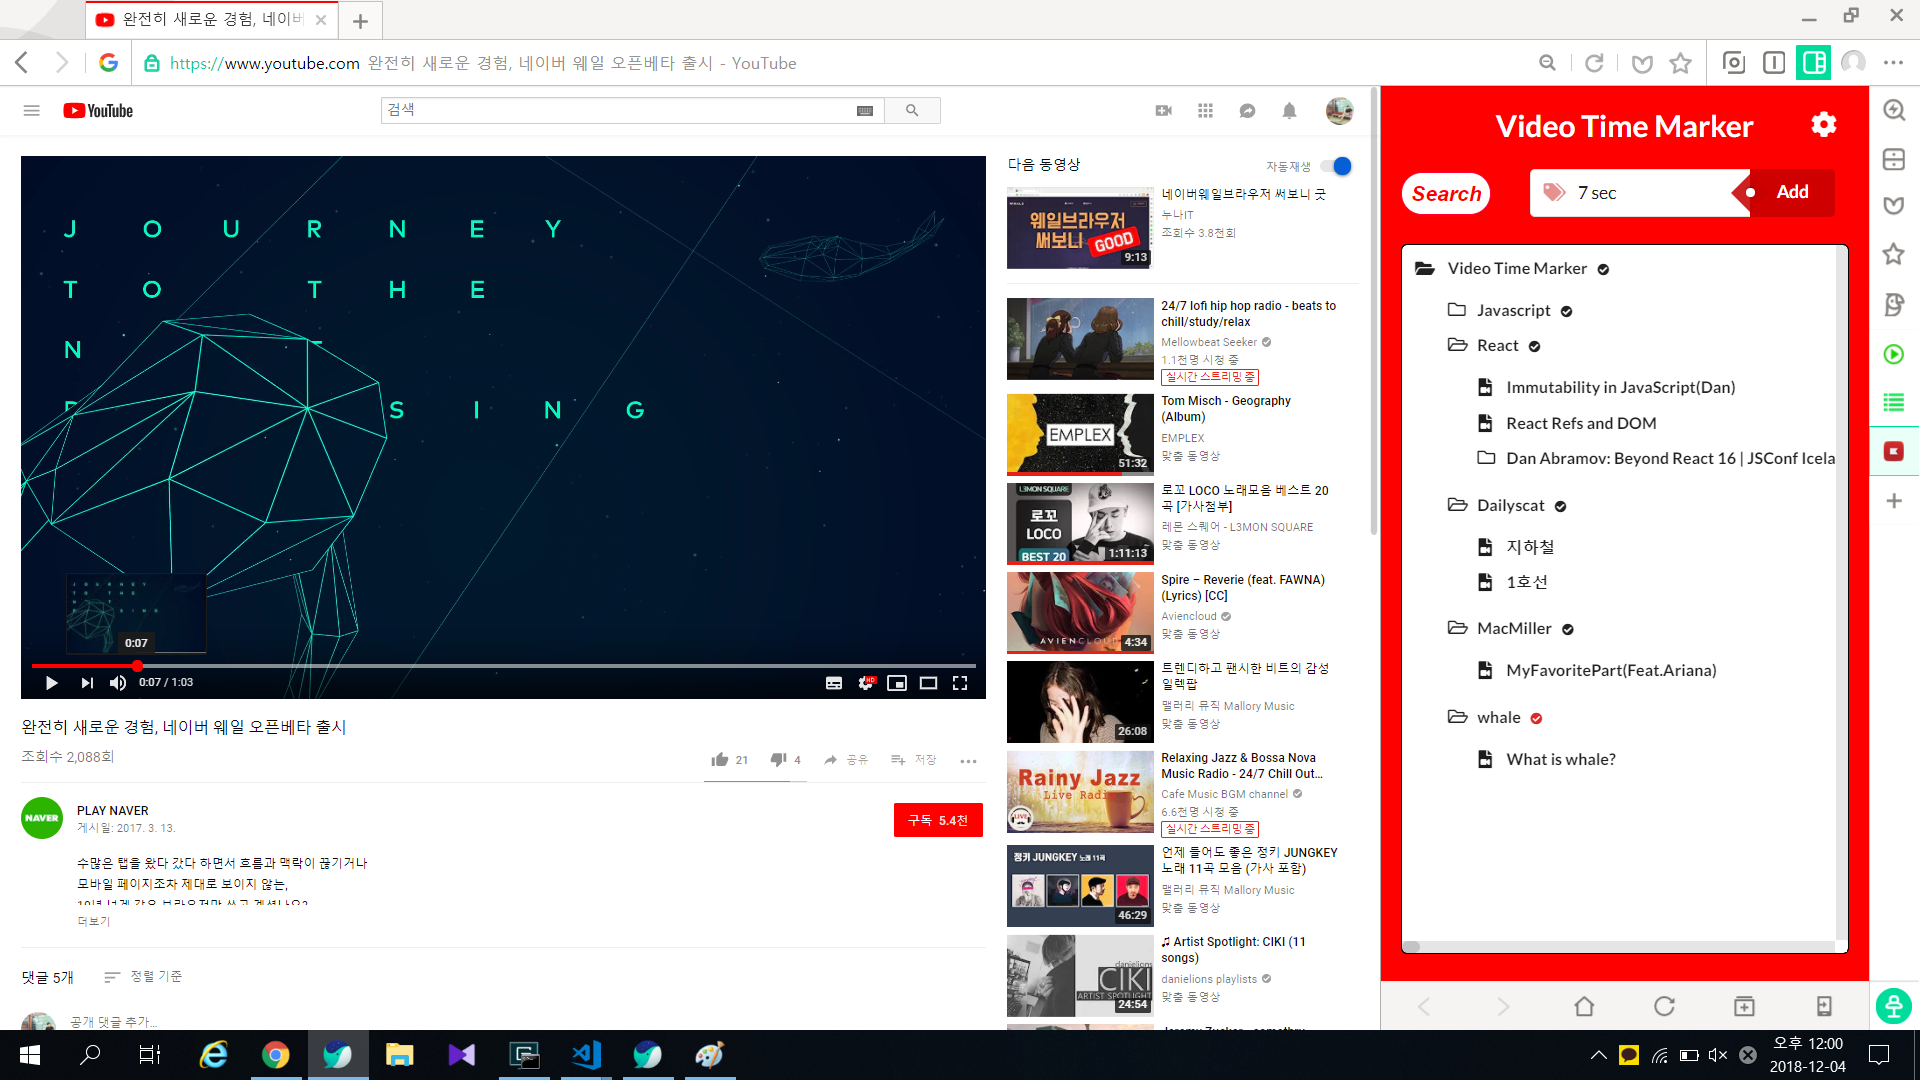 완전히 새로운 경험, 네이버
https://www.youtube.com 완전히 새로운 경험, 네이버 웨일 오픈베타 출시 - YouTube
YouTube
검색
J O U R N E Y
T O T H E
N
S I N G
0:07
0:07 / 1:03
HD
완전히 새로운 경험, 네이버 웨일 오픈베타 출시
조회수 2,088회
21
4
공유
저장
NAVER
PLAY NAVER
게시일: 2017. 3. 13.
구독 5.4천
수많은 탭을 왔다 갔다 하면서 흐름과 맥락이 끊기거나
모바일 페이지조차 제대로 보이지 않는,
더보기
댓글 5개
정렬 기준
공개 댓글 추가...
다음 동영상
자동재생
웨일브라우저
써보니 GOOD
9:13
네이버웨일브라우저 써보니 굿
누나IT
조회수 3.8천회
24/7 lofi hip hop radio - beats to
chill/study/relax
Mellowbeat Seeker
1.1천명 시청 중
실시간 스트리밍 중
EMPLEX
51:32
Tom Misch - Geography
(Album)
EMPLEX
맞춤 동영상
L3MON SQUARE
로꼬
LOCO
BEST 20
1:11:13
로꼬 LOCO 노래모음 베스트 20
곡 [가사첨부]
레몬 스퀘어 - L3MON SQUARE
맞춤 동영상
AVIENCLOUD
4:34
Spire – Reverie (feat. FAWNA)
(Lyrics) [CC]
Aviencloud
맞춤 동영상
26:08
트렌디하고 팬시한 비트의 감성
일렉팝
맬러리 뮤직 Mallory Music
맞춤 동영상
Rainy Jazz
Live Radio
LIVE
Relaxing Jazz & Bossa Nova
Music Radio - 24/7 Chill Out...
Cafe Music BGM channel
6.6천명 시청 중
실시간 스트리밍 중
정키 JUNGKEY 노래 11곡
46:29
언제 들어도 좋은 정키 JUNGKEY
노래 11곡 모음 (가사 포함)
맬러리 뮤직 Mallory Music
맞춤 동영상
danielions
CIKI
ARTIST SPOTLIGHT
24:54
♫ Artist Spotlight: CIKI (11
songs)
danielions playlists
맞춤 동영상
Video Time Marker
Search
7 sec
Add
Video Time Marker
Javascript
React
Immutability in JavaScript(Dan)
React Refs and DOM
Dan Abramov: Beyond React 16 | JSConf Icela
Dailyscat
지하철
1호선
MacMiller
MyFavoritePart(Feat.Ariana)
whale
What is whale?
오후 12:00
2018-12-04